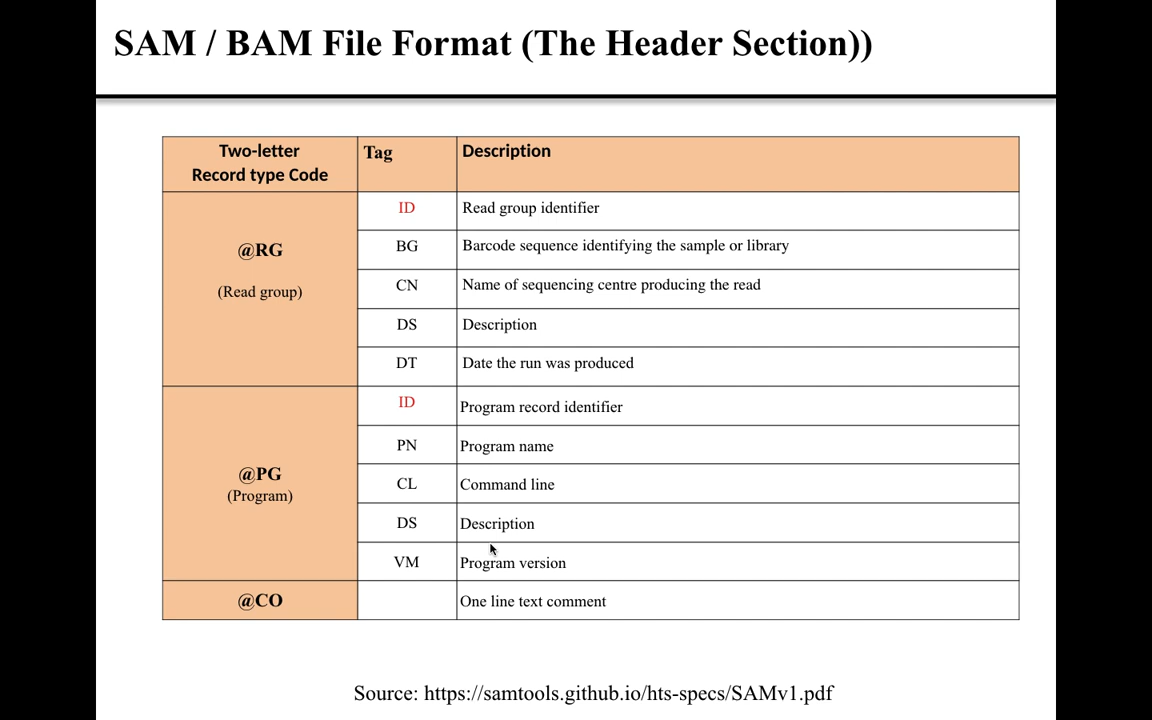 SAM / BAM File Format (The Header Section))
Two-letter
Record type Code
Tag
Description
@RG
(Read group)
ID
Read group identifier
BG
Barcode sequence identifying the sample or library
CN
Name of sequencing centre producing the read
DS
Description
DT
Date the run was produced
@PG
(Program)
ID
Program record identifier
PN
Program name
CL
Command line
DS
Description
VM
Program version
@CO
One line text comment
Source: https://samtools.github.io/hts-specs/SAMv1.pdf